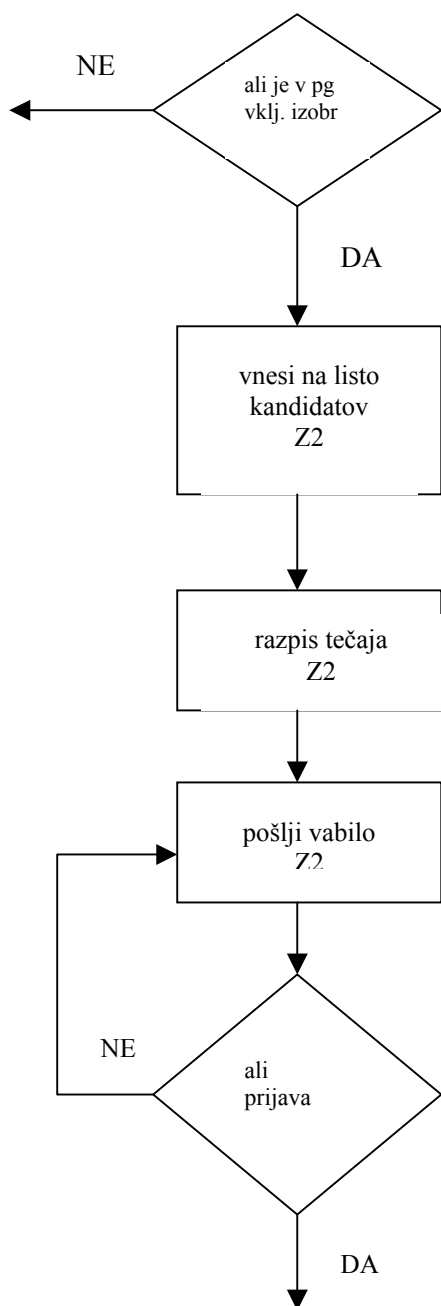 NE
ali je v pg
vklj. izobr
DA
vnesi na listo
kandidatov
Z2
razpis tečaja
Z2
pošlji vabilo
Z2
NE
ali
prijava
DA